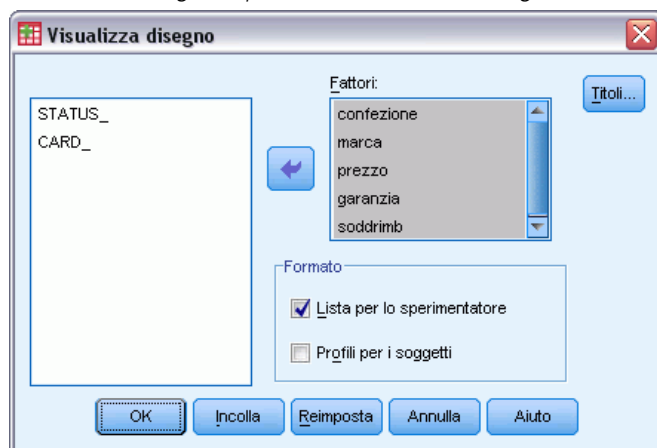 Visualizza disegno
Fattori:
Titoli...
STATUS_
CARD_
confezione
marca
prezzo
garanzia
soddrimb
Formato
Lista per lo sperimentatore
Profili per i soggetti
OK
Incolla
Reimposta
Annulla
Aiuto